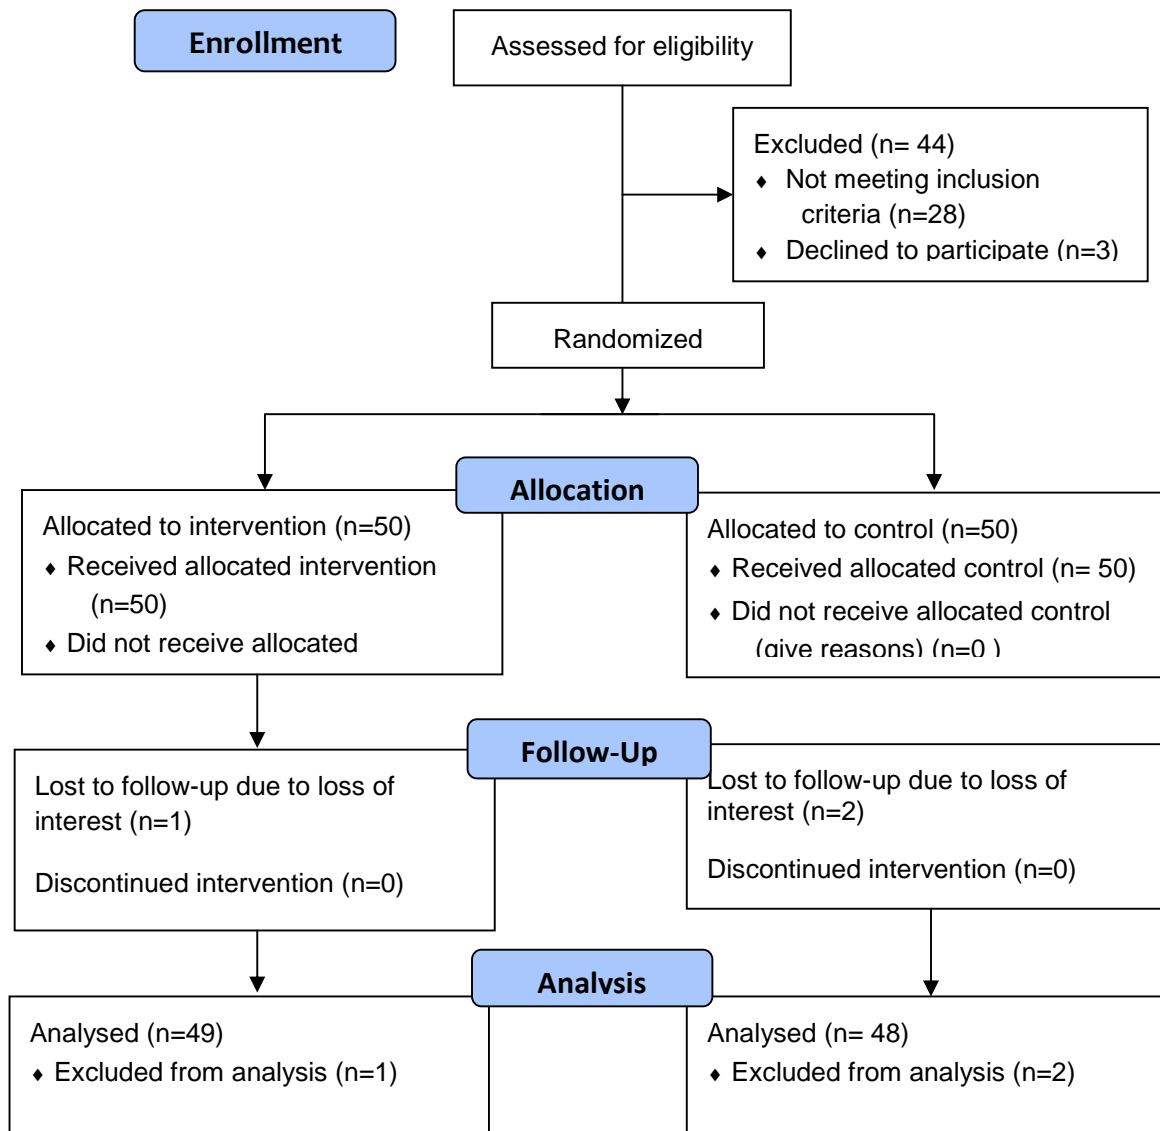 Enrollment
Assessed for eligibility
Excluded (n= 44)
♦ Not meeting inclusion
criteria (n=28)
♦ Declined to participate (n=3)
Randomized
Allocation
Allocated to intervention (n=50)
♦ Received allocated intervention
(n=50)
♦ Did not receive allocated
Allocated to control (n=50)
♦ Received allocated control (n= 50)
♦ Did not receive allocated control
(give reasons) (n=0 )
Follow-Up
Lost to follow-up due to loss of
interest (n=1)
Discontinued intervention (n=0)
Lost to follow-up due to loss of
interest (n=2)
Discontinued intervention (n=0)
Analysis
Analysed (n=49)
♦ Excluded from analysis (n=1)
Analysed (n= 48)
♦ Excluded from analysis (n=2)